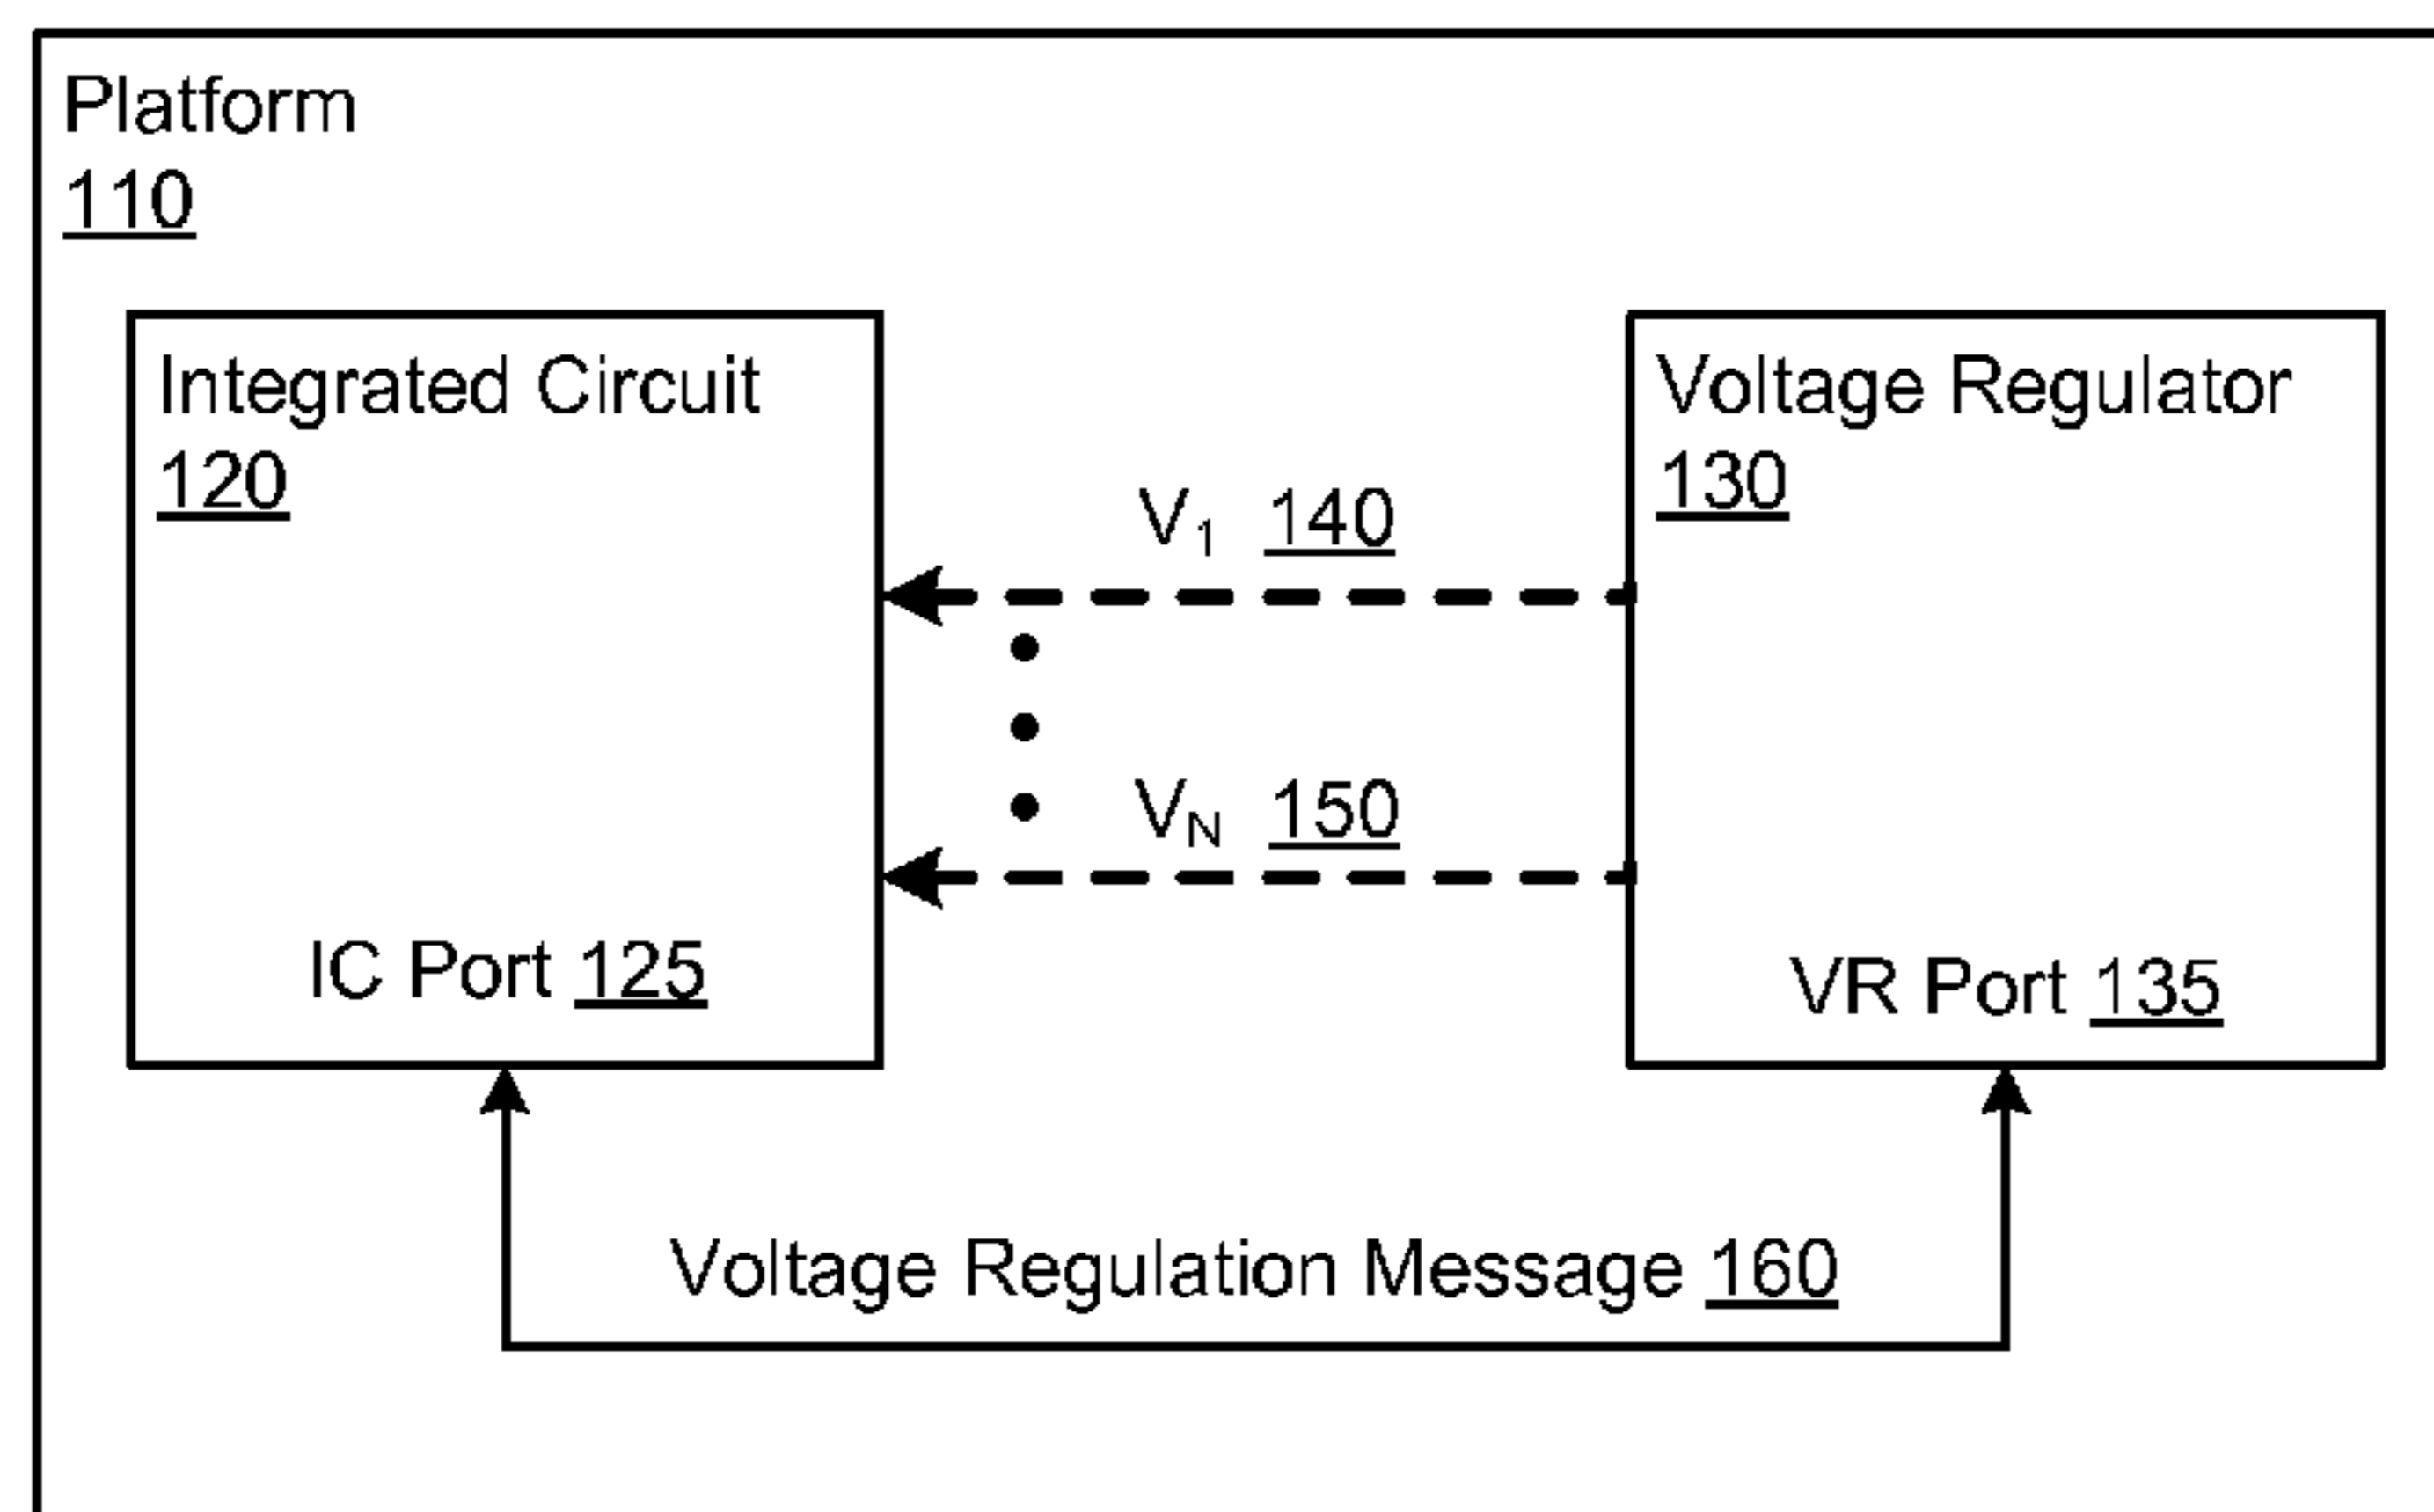 Platform
110
Integrated Circuit
120
Voltage Regulator
130
V₁ 140
V_N 150
IC Port 125
VR Port 135
Voltage Regulation Message 160